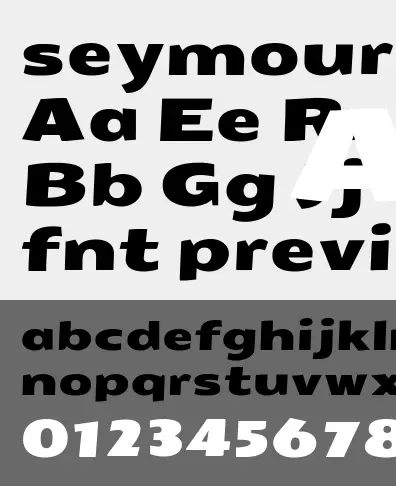 seymour
Aa Ee R
Bb Gg
fnt previ
abcdefghijkl
nopqrstuvwx
012345678